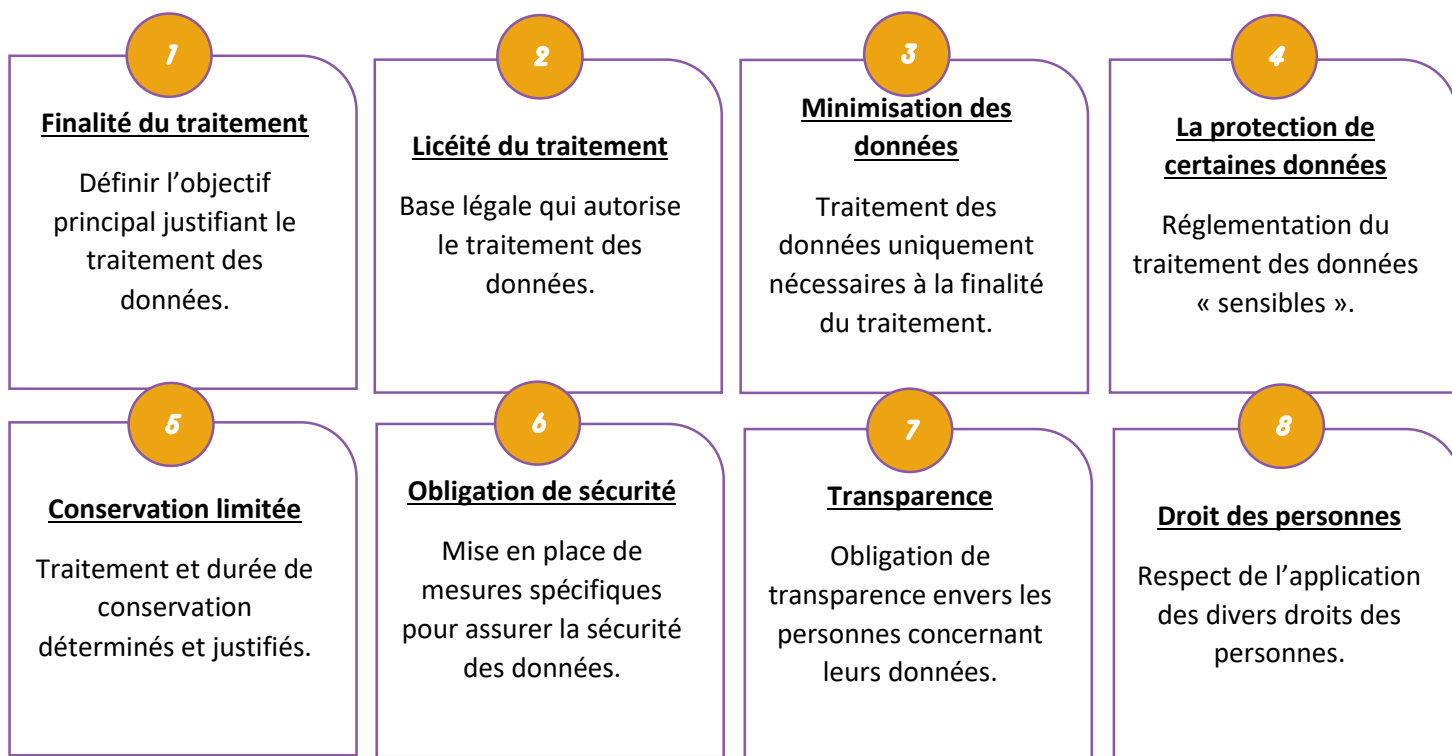 1
Finalité du traitement
Définir l’objectif
principal justifiant le
traitement des
données.
2
Licéité du traitement
Base légale qui autorise
le traitement des
données.
3
Minimisation des
données
Traitement des
données uniquement
nécessaires à la finalité
du traitement.
4
La protection de
certaines données
Réglementation du
traitement des données
« sensibles ».
5
Conservation limitée
Traitement et durée de
conservation
déterminés et justifiés.
6
Obligation de sécurité
Mise en place de
mesures spécifiques
pour assurer la sécurité
des données.
7
Transparence
Obligation de
transparence envers les
personnes concernant
leurs données.
8
Droit des personnes
Respect de l’application
des divers droits des
personnes.